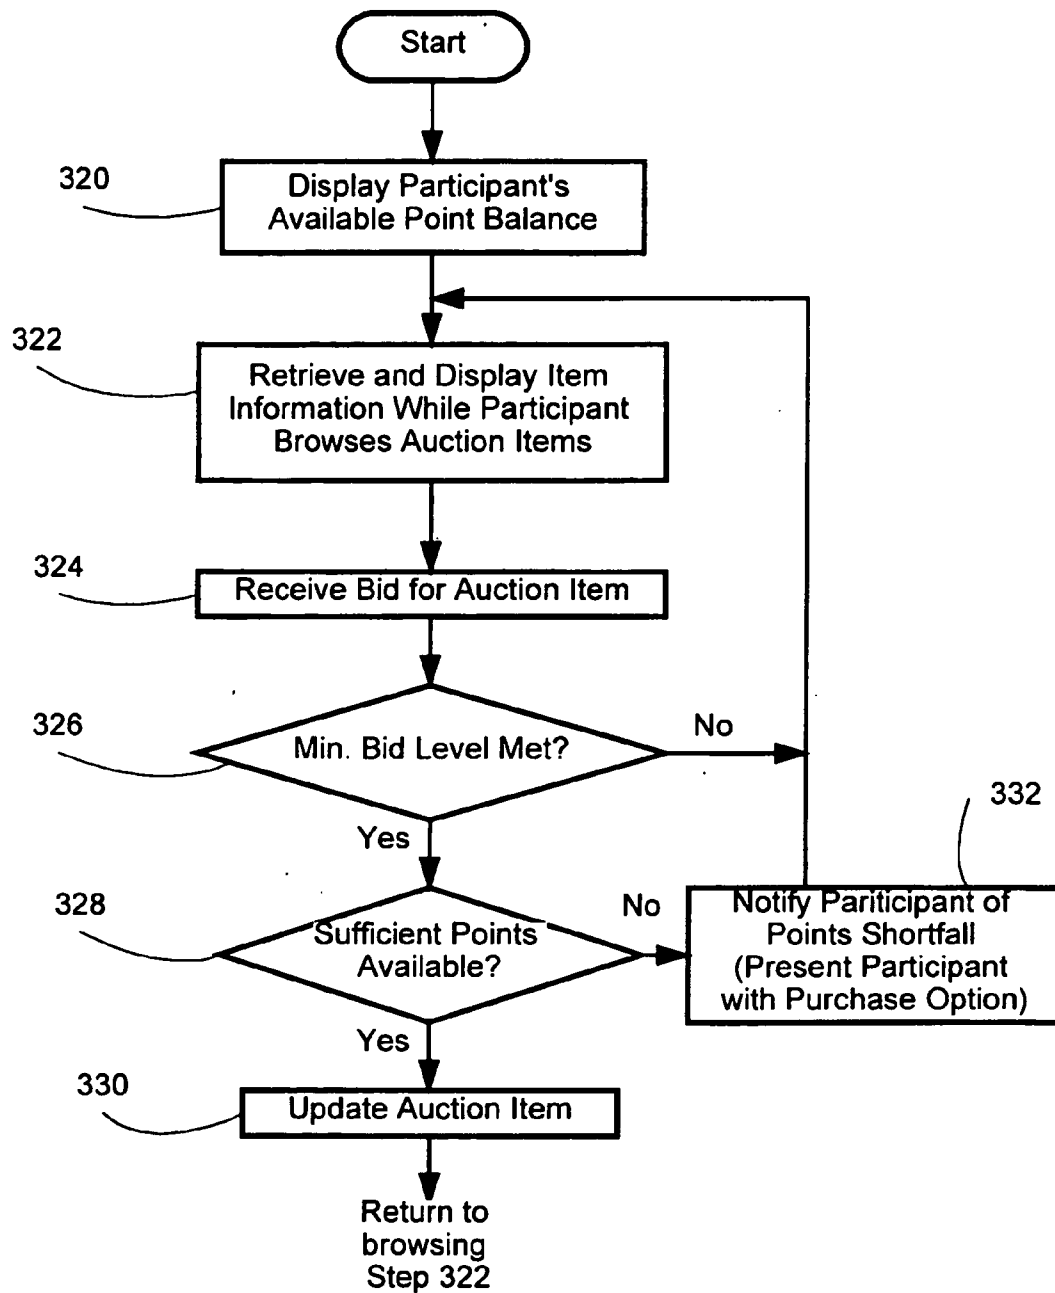 Start
320
Display Participant's
Available Point Balance
322
Retrieve and Display Item
Information While Participant
Browses Auction Items
324
Receive Bid for Auction Item
326
Min. Bid Level Met?
No
Yes
332
328
Sufficient Points
Available?
No
Notify Pariticipant of
Points Shortfall
(Present Participant
with Purchase Option)
Yes
330
Update Auction Item
Return to
browsing
Step 322